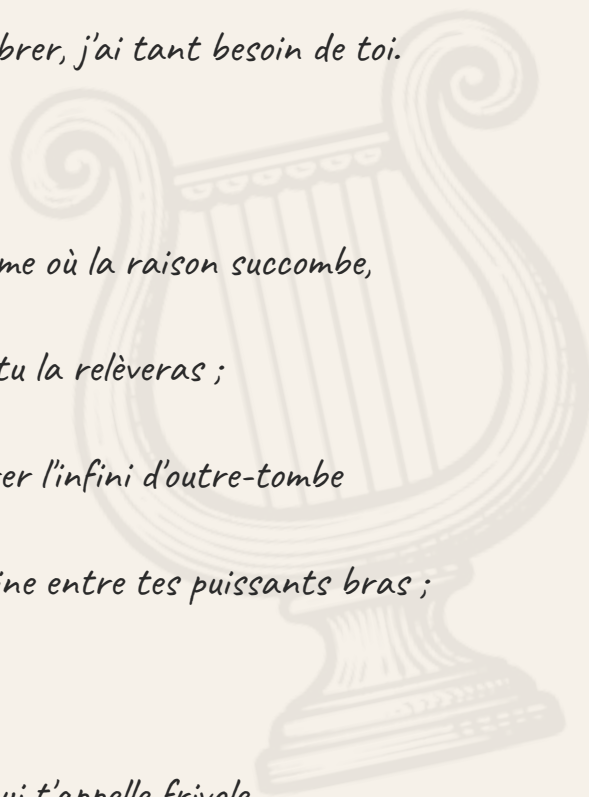 brer, j'ai tant besoin de toi.
me où la raison succombe,
tu la relèveras ;
er l'infini d'outre-tombe
ine entre tes puissants bras ;
ui t'appelle frivole